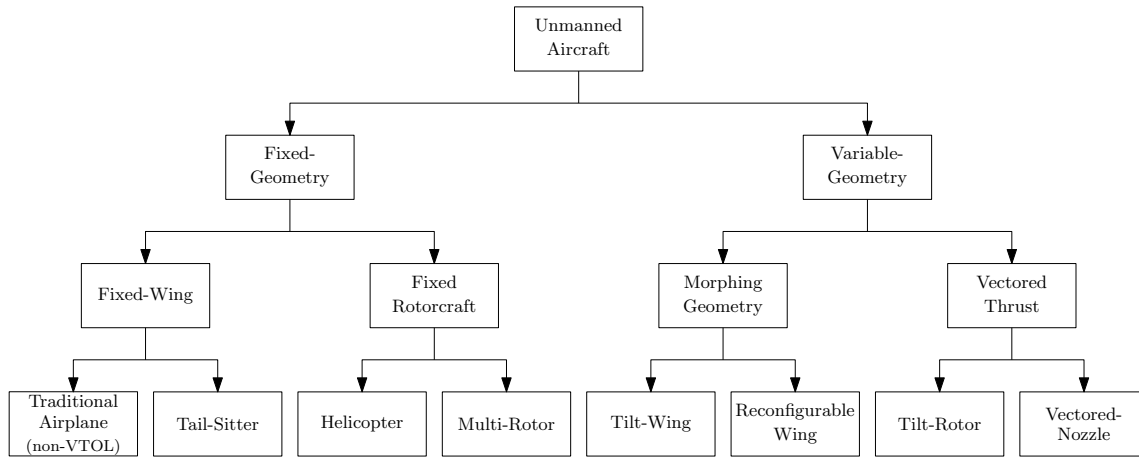 Unmanned
Aircraft
Fixed-
Geometry
Variable-
Geometry
Fixed-Wing
Fixed
Rotorcraft
Morphing
Geometry
Vectored
Thrust
Traditional
Airplane
(non-VTOL)
Tail-Sitter
Helicopter
Multi-Rotor
Tilt-Wing
Reconfigurable
Wing
Tilt-Rotor
Vectored-
Nozzle